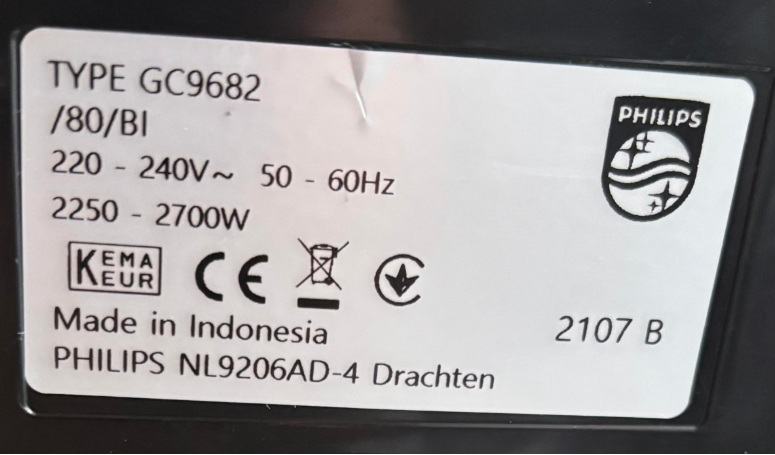 TYPE GC9682
/80/BI
220 - 240V~ 50 - 60Hz
2250 - 2700W
PHILIPS
KEMA
EUR
CE
Made in Indonesia
2107 B
PHILIPS NL9206AD-4 Drachten